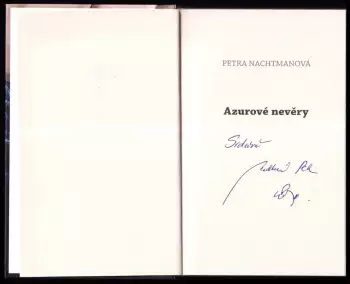 PETRA NACHTMANOVÁ
Azurové nevěry
Srdečně